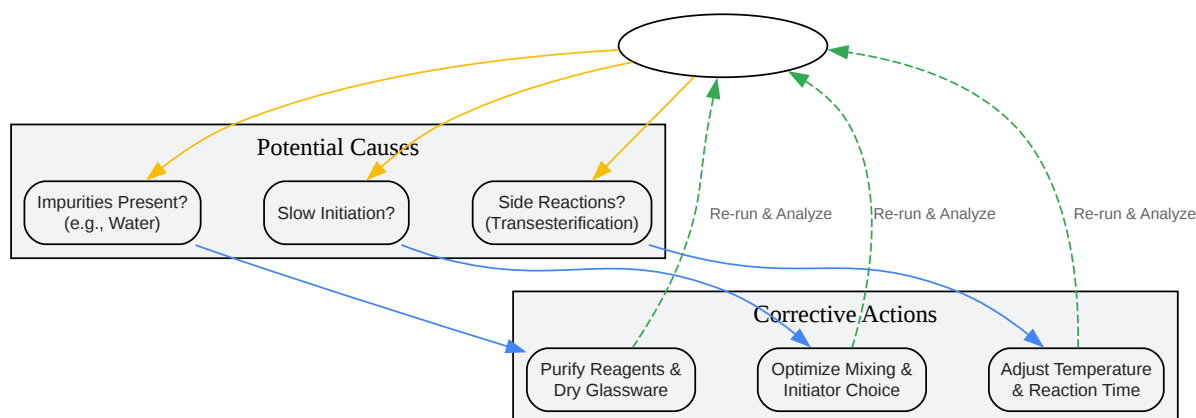 Potential Causes
Impurities Present?
(e.g., Water)
Slow Initiation?
Side Reactions?
(Transesterification)
Re-run & Analyze
Re-run & Analyze
Re-run & Analyze
Corrective Actions
Purify Reagents &
Dry Glassware
Optimize Mixing &
Initiator Choice
Adjust Temperature
& Reaction Time